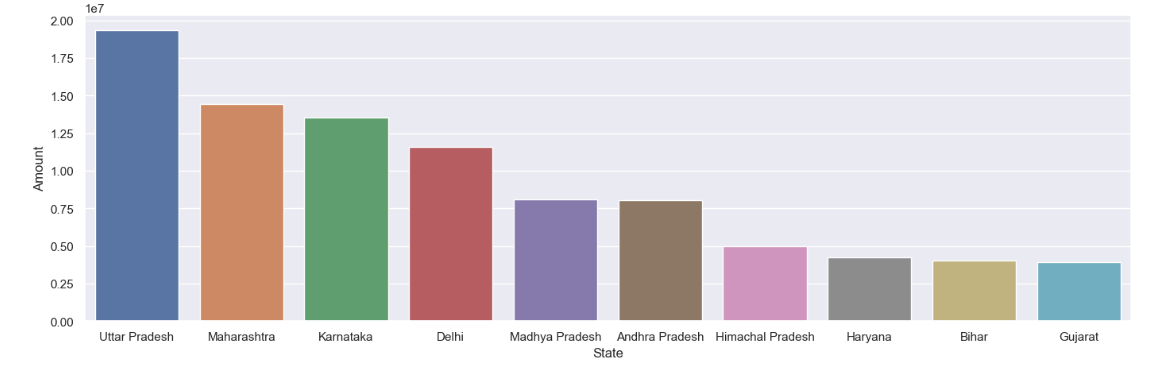 1e7
2.00
1.75
1.50
1.25
1.00
0.75
0.50
0.25
0.00
Amount
Uttar Pradesh Maharashtra Karnataka Delhi Madhya Pradesh Andhra Pradesh Himachal Pradesh Haryana Bihar Gujarat
State